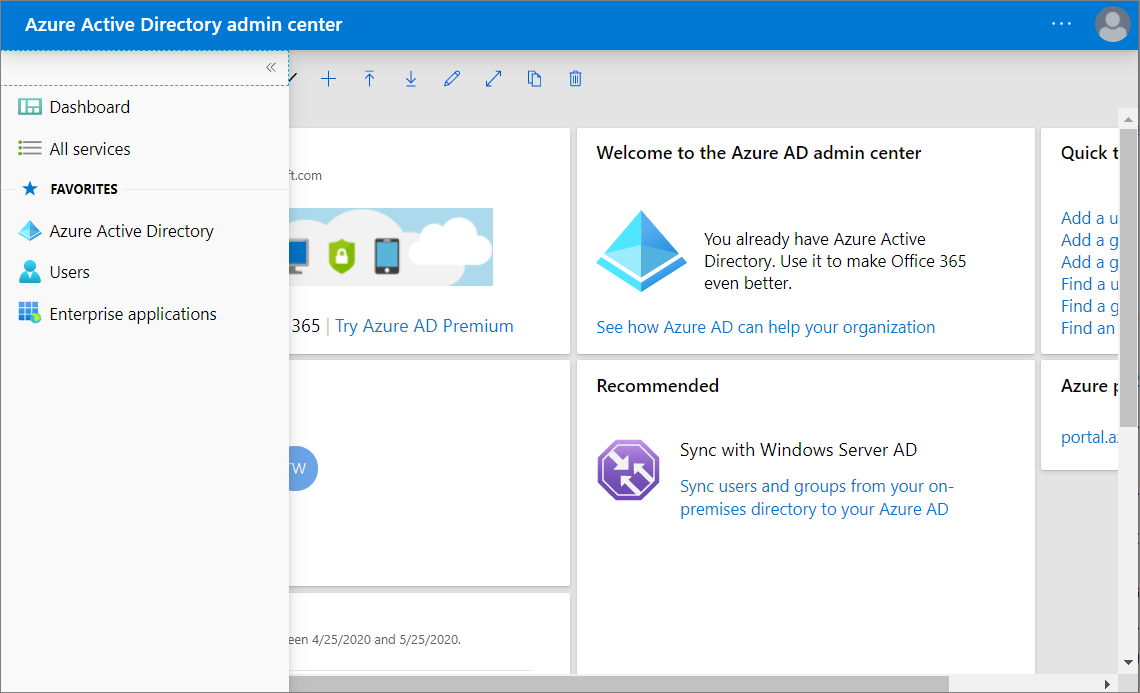 Azure Active Directory admin center
Dashboard
All services
FAVORITES
Azure Active Directory
Users
Enterprise applications
ft.com
365 | Try Azure AD Premium
TW
een 4/25/2020 and 5/25/2020.
Welcome to the Azure AD admin center
You already have Azure Active
Directory. Use it to make Office 365
even better.
See how Azure AD can help your organization
Recommended
Sync with Windows Server AD
Sync users and groups from your on-
premises directory to your Azure AD
Quick t
Add a u
Add a g
Add a g
Find a u
Find a g
Find an
Azure p
portal.az